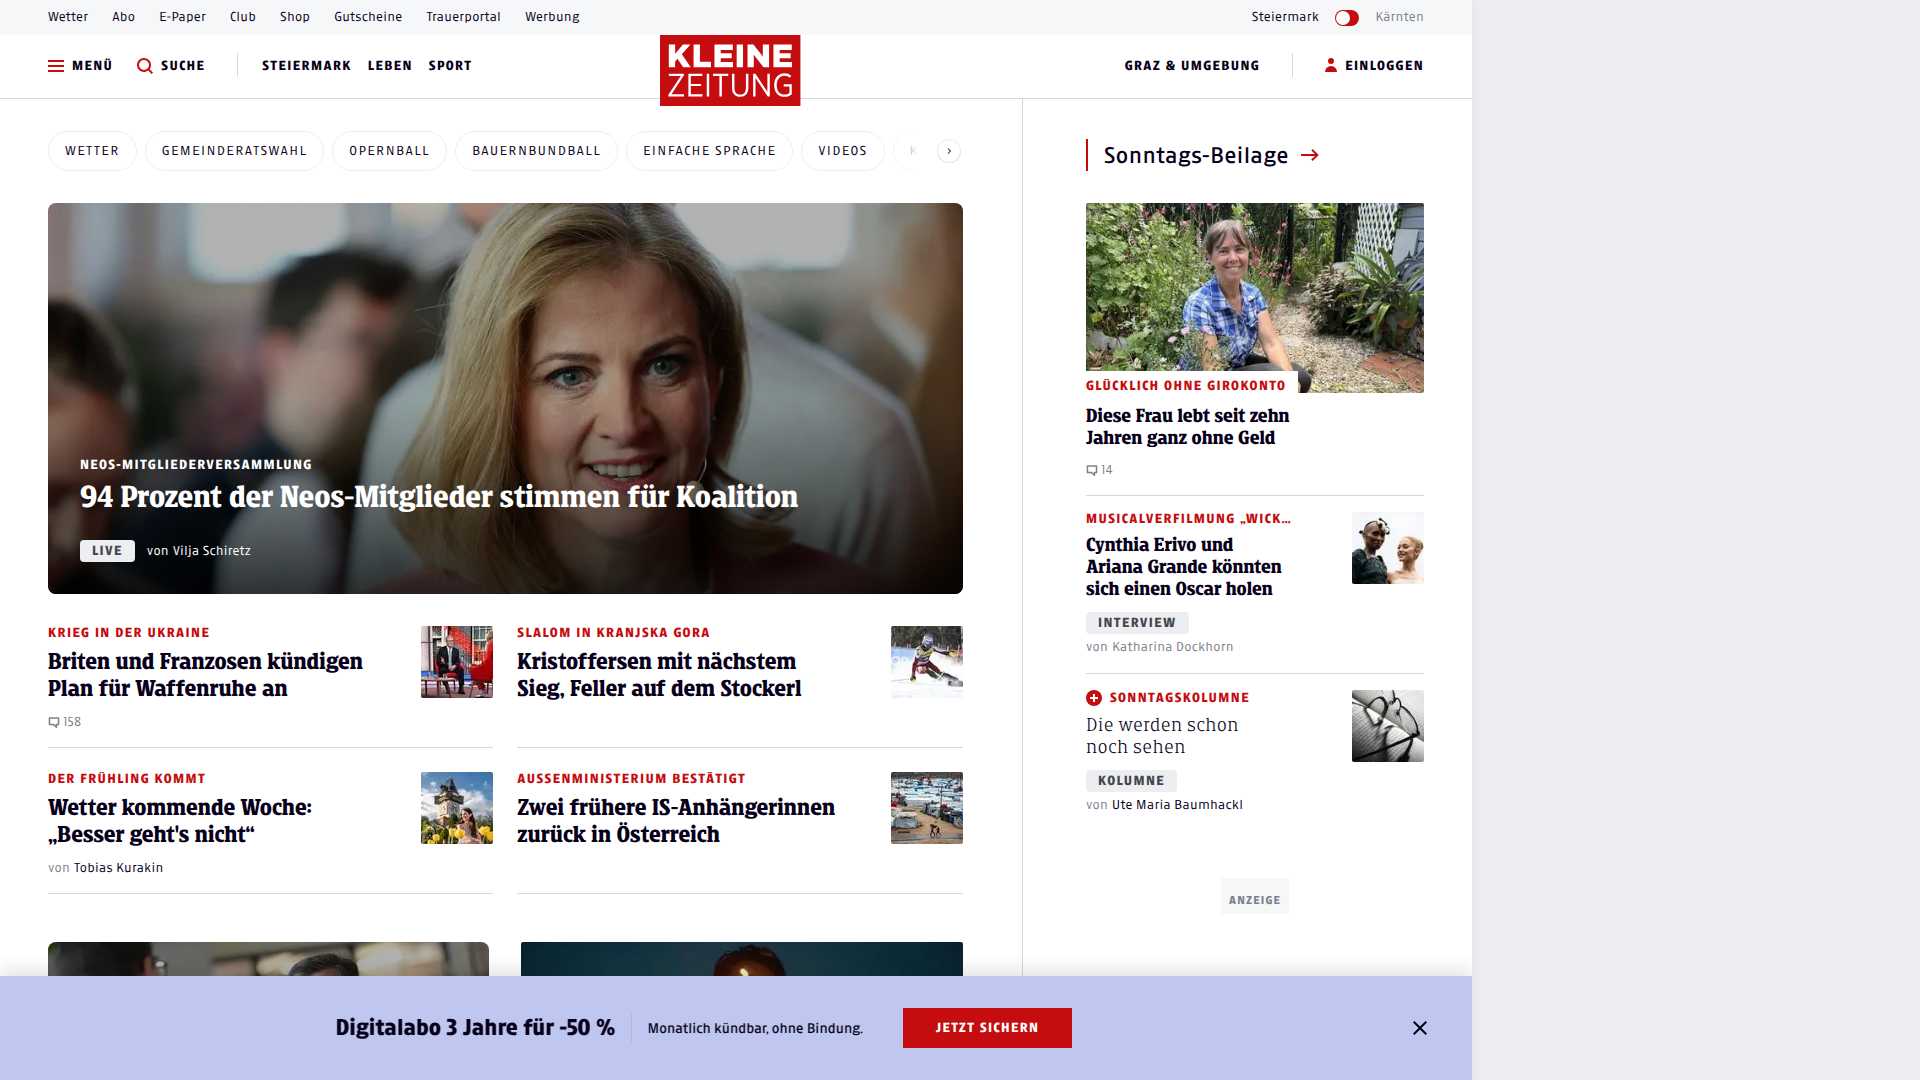 Wetter Abo E-Paper Club Shop Gutscheine Trauerportal Werbung Steiermark Kärnten
MENÜ SUCHE STEIERMARK LEBEN SPORT
KLEINE
ZEITUNG
GRAZ & UMGEBUNG EINLOGGEN
WETTER GEMEINDERATSWAHL OPERNBALL BAUERNBUNDBALL EINFACHE SPRACHE VIDEOS K
NEOS-MITGLIEDERVERSAMMLUNG
94 Prozent der Neos-Mitglieder stimmen für Koalition
LIVE von Vilja Schiretz
KRIEG IN DER UKRAINE
Briten und Franzosen kündigen
Plan für Waffenruhe an
158
SLALOM IN KRANJSKA GORA
Kristoffersen mit nächstem
Sieg, Feller auf dem Stockerl
DER FRÜHLING KOMMT
Wetter kommende Woche:
„Besser geht's nicht“
von Tobias Kurakin
AUSSENMINISTERIUM BESTÄTIGT
Zwei frühere IS-Anhängerinnen
zurück in Österreich
Sonntags-Beilage
GLÜCKLICH OHNE GIROKONTO
Diese Frau lebt seit zehn
Jahren ganz ohne Geld
14
MUSICALVERFILMUNG „WICK…
Cynthia Erivo und
Ariana Grande könnten
sich einen Oscar holen
INTERVIEW
von Katharina Dockhorn
SONNTAGSKOLUMNE
Die werden schon
noch sehen
KOLUMNE
von Ute Maria Baumhackl
ANZEIGE
Digitalabo 3 Jahre für -50 % Monatlich kündbar, ohne Bindung. JETZT SICHERN